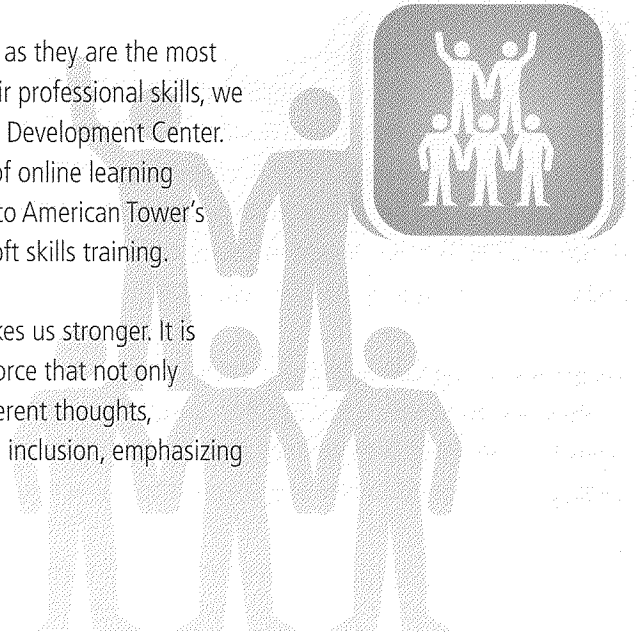 as they are the most
ir professional skills, we
Development Center.
of online learning
to American Tower's
oft skills training.
kes us stronger. It is
orce that not only
erent thoughts,
inclusion, emphasizing